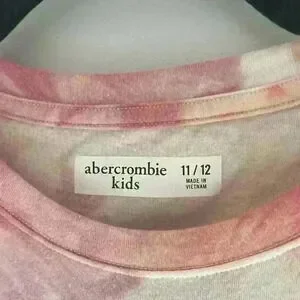 abercrombie
kids
11 / 12
MADE IN
VIETNAM